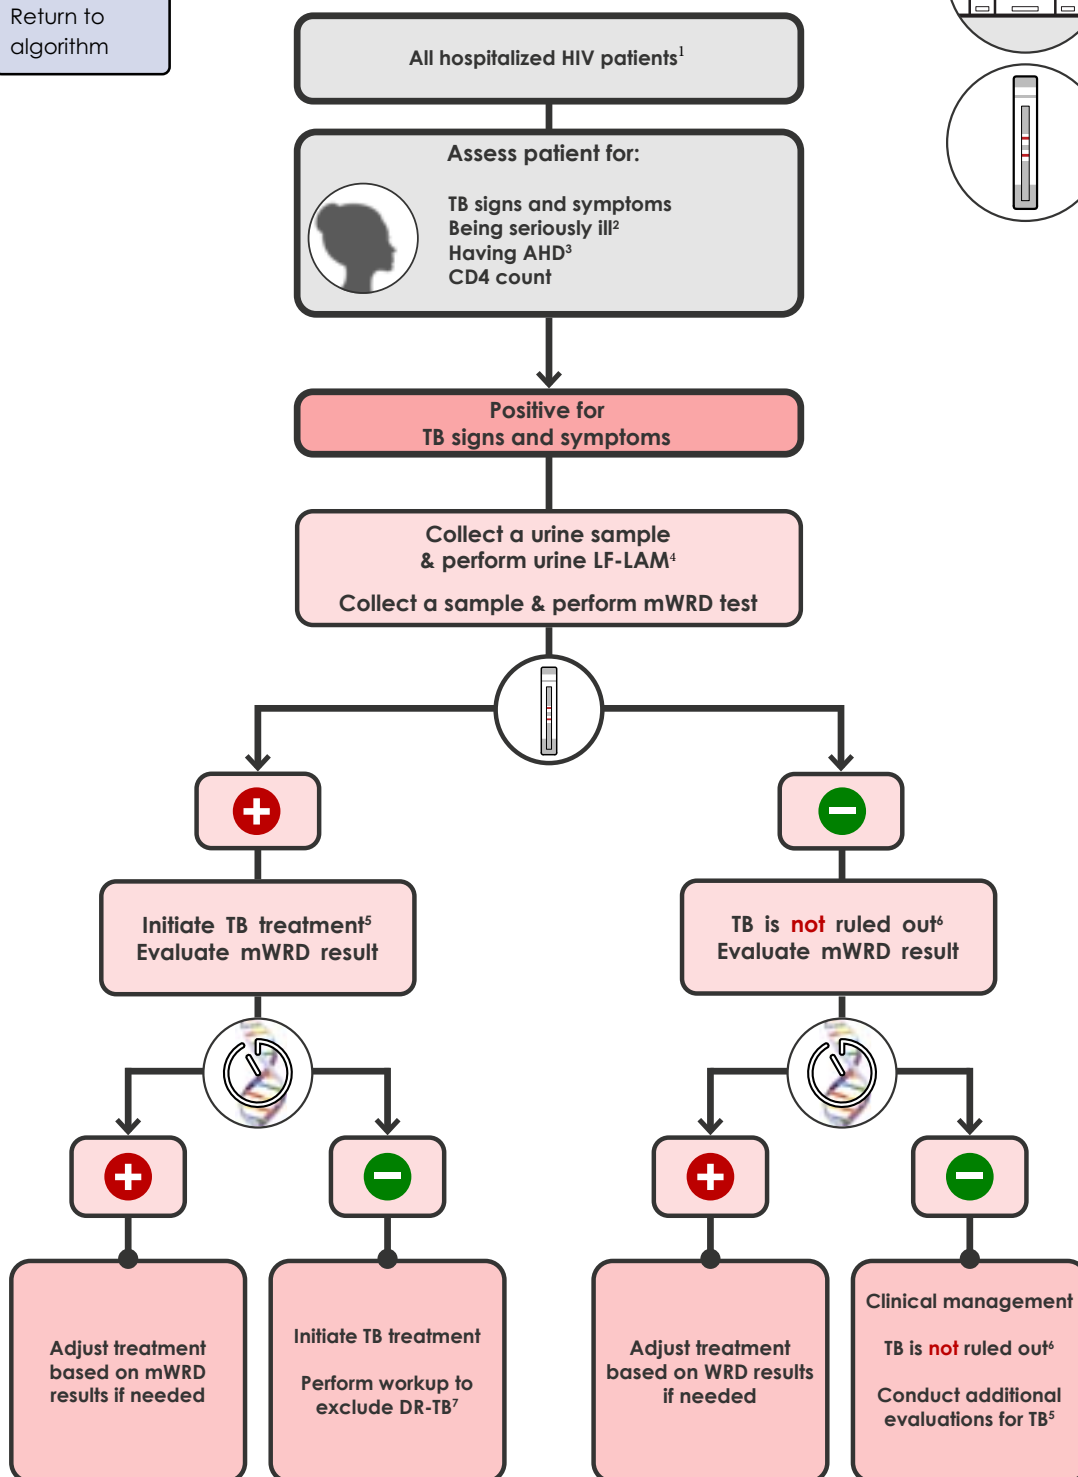 Return to
algorithm
All hospitalized HIV patients¹
Assess patient for:
TB signs and symptoms
Being seriously ill²
Having AHD³
CD4 count
Positive for
TB signs and symptoms
Collect a urine sample
& perform urine LF-LAM⁴
Collect a sample & perform mWRD test
Initiate TB treatment⁵
Evaluate mWRD result
TB is not ruled out⁶
Evaluate mWRD result
Adjust treatment
based on mWRD
results if needed
Initiate TB treatment
Perform workup to
exclude DR-TB⁷
Adjust treatment
based on WRD results
if needed
Clinical management
TB is not ruled out⁶
Conduct additional
evaluations for TB⁵